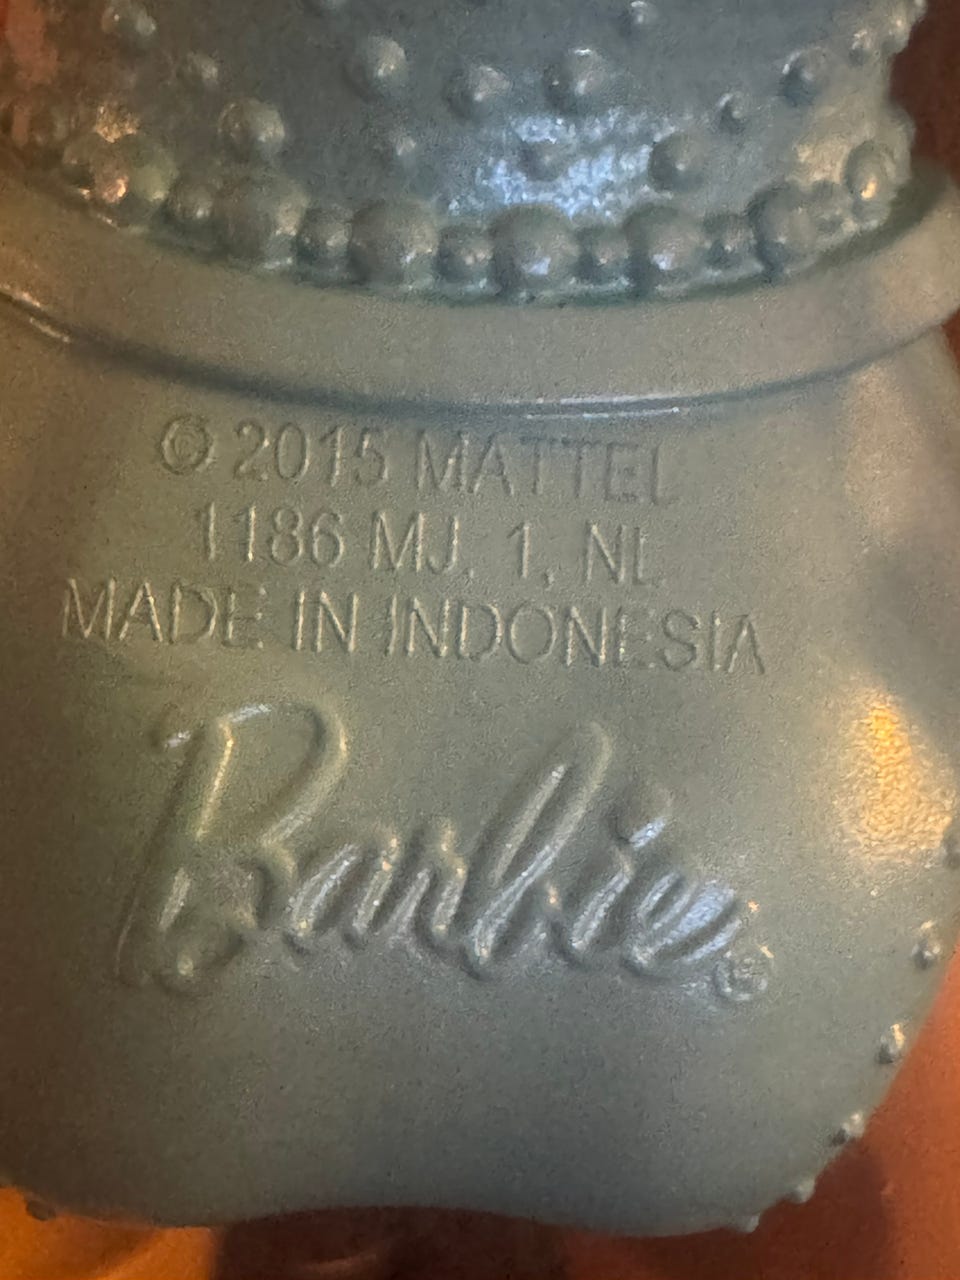 © 2015 MATTEL
1186 MJ, 1, NL
MADE IN INDONESIA
Barbie®